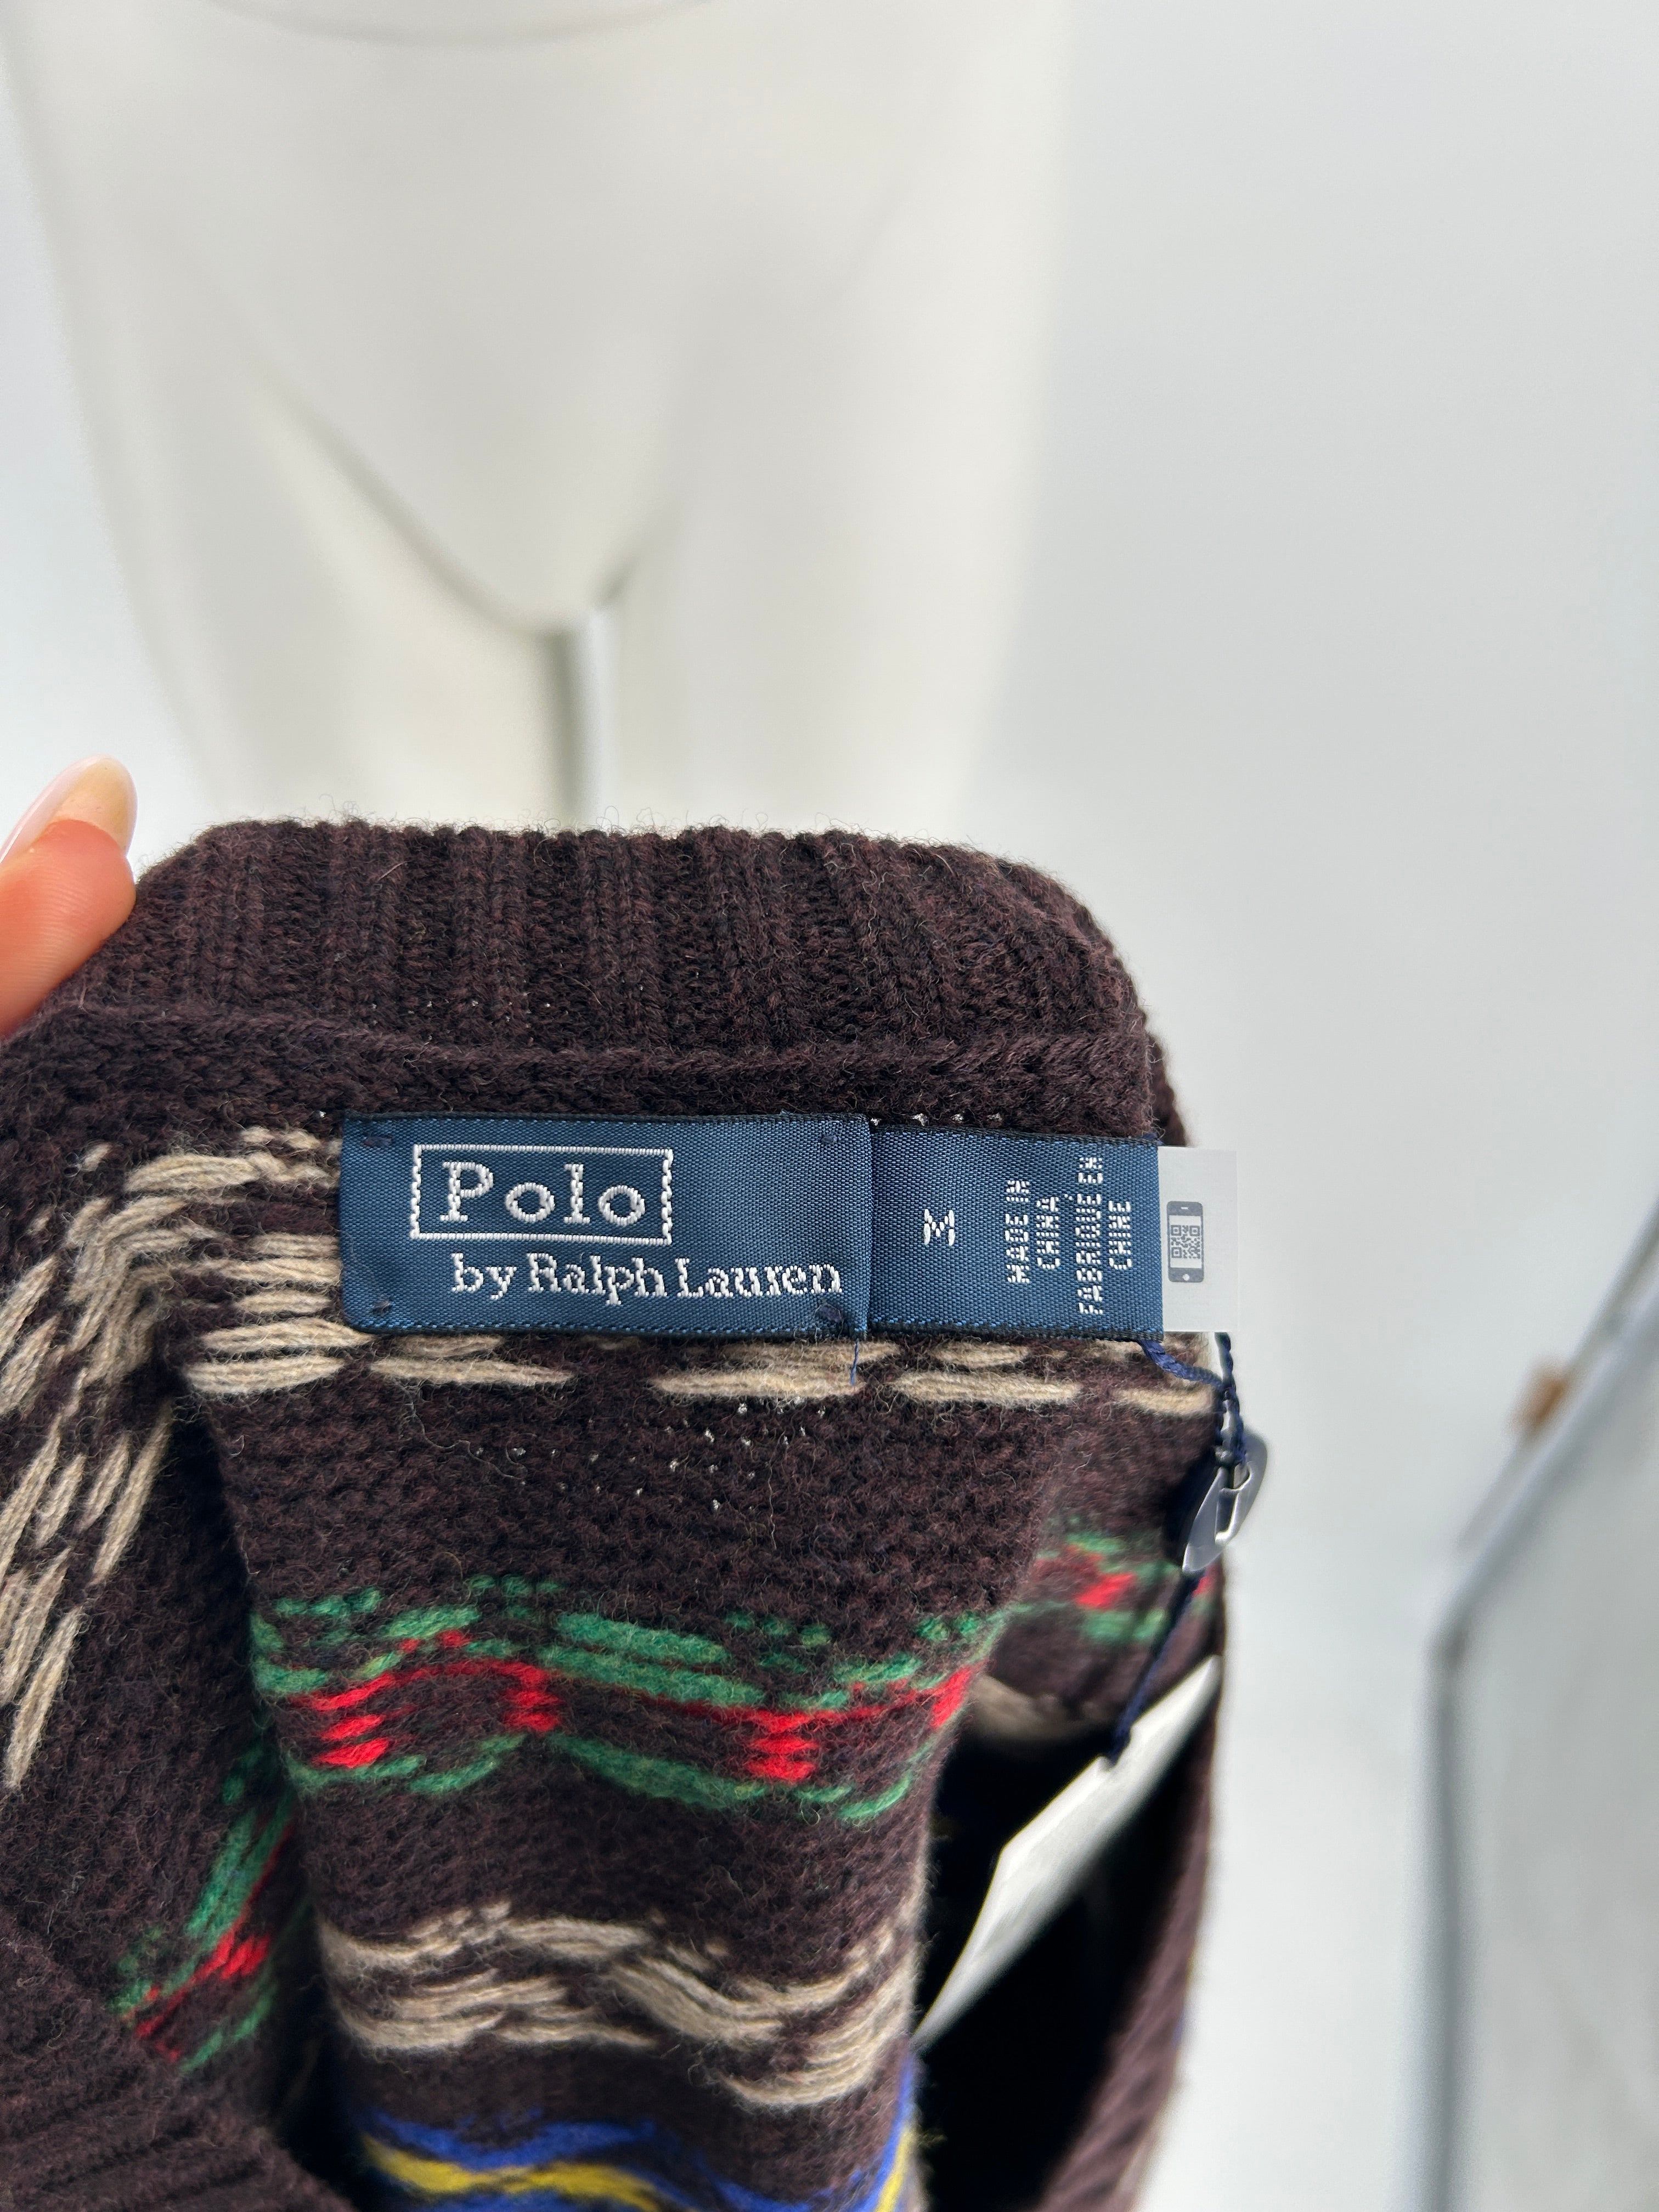 Polo
by Ralph Lauren
M
MADE IN
CHINA
FABRIQUÉ EN
CHINE